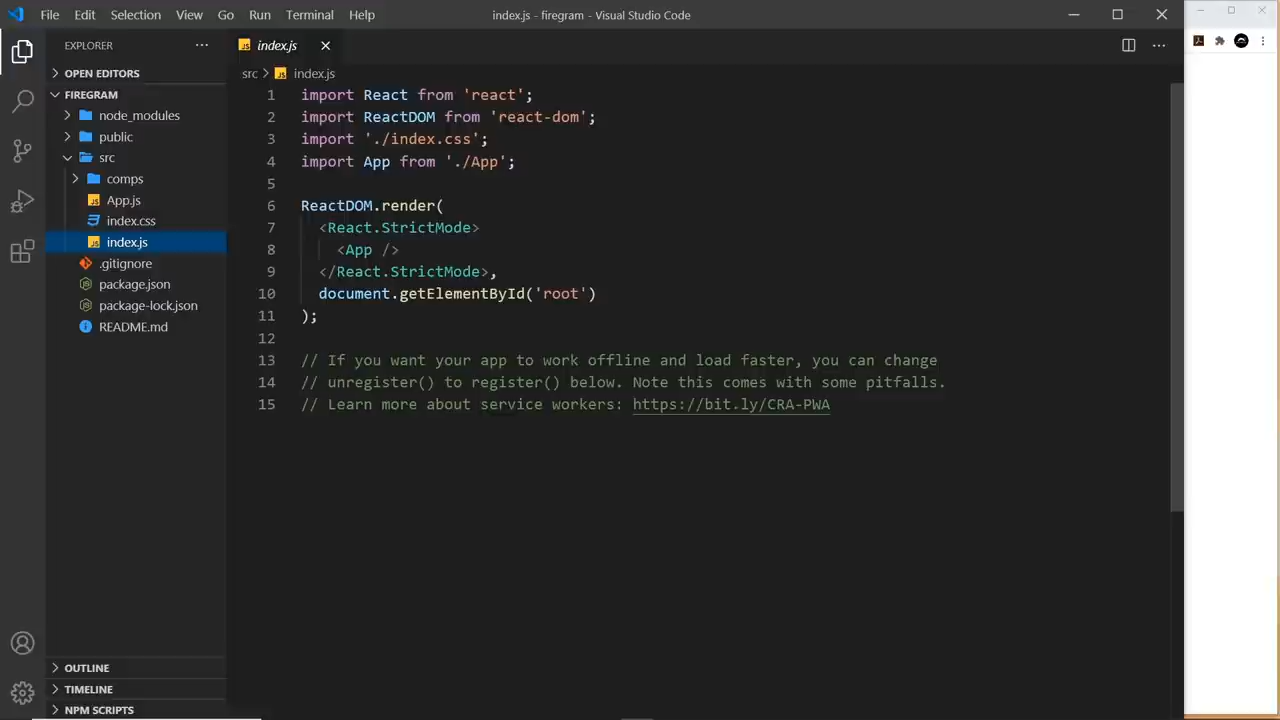 File Edit Selection View Go Run Terminal Help
index.js - firegram - Visual Studio Code
EXPLORER
OPEN EDITORS
FIREGRAM
node_modules
public
src
comps
App.js
index.css
index.js
.gitignore
package.json
package-lock.json
README.md
OUTLINE
TIMELINE
NPM SCRIPTS
JS index.js
src > JS index.js
1 import React from 'react';
2 import ReactDOM from 'react-dom';
3 import './index.css';
4 import App from './App';
5
6 ReactDOM.render(
7 <React.StrictMode>
8 <App />
9 </React.StrictMode>,
10 document.getElementById('root')
11 );
12
13 // If you want your app to work offline and load faster, you can change
14 // unregister() to register() below. Note this comes with some pitfalls.
15 // Learn more about service workers: https://bit.ly/CRA-PWA